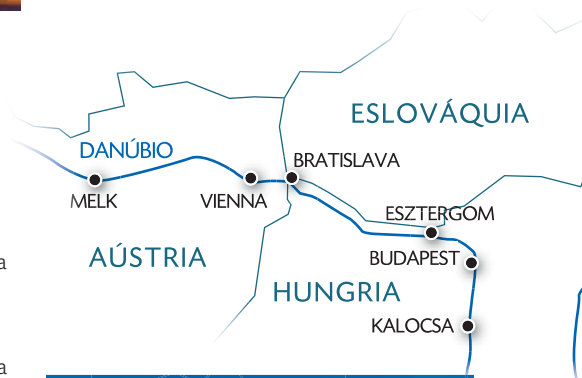 ESLOVÁQUIA
DANÚBIO
BRATISLAVA
MELK
VIENNA
ESZTERGOM
AÚSTRIA
BUDAPEST
a
HUNGRIA
KALOCSA
a